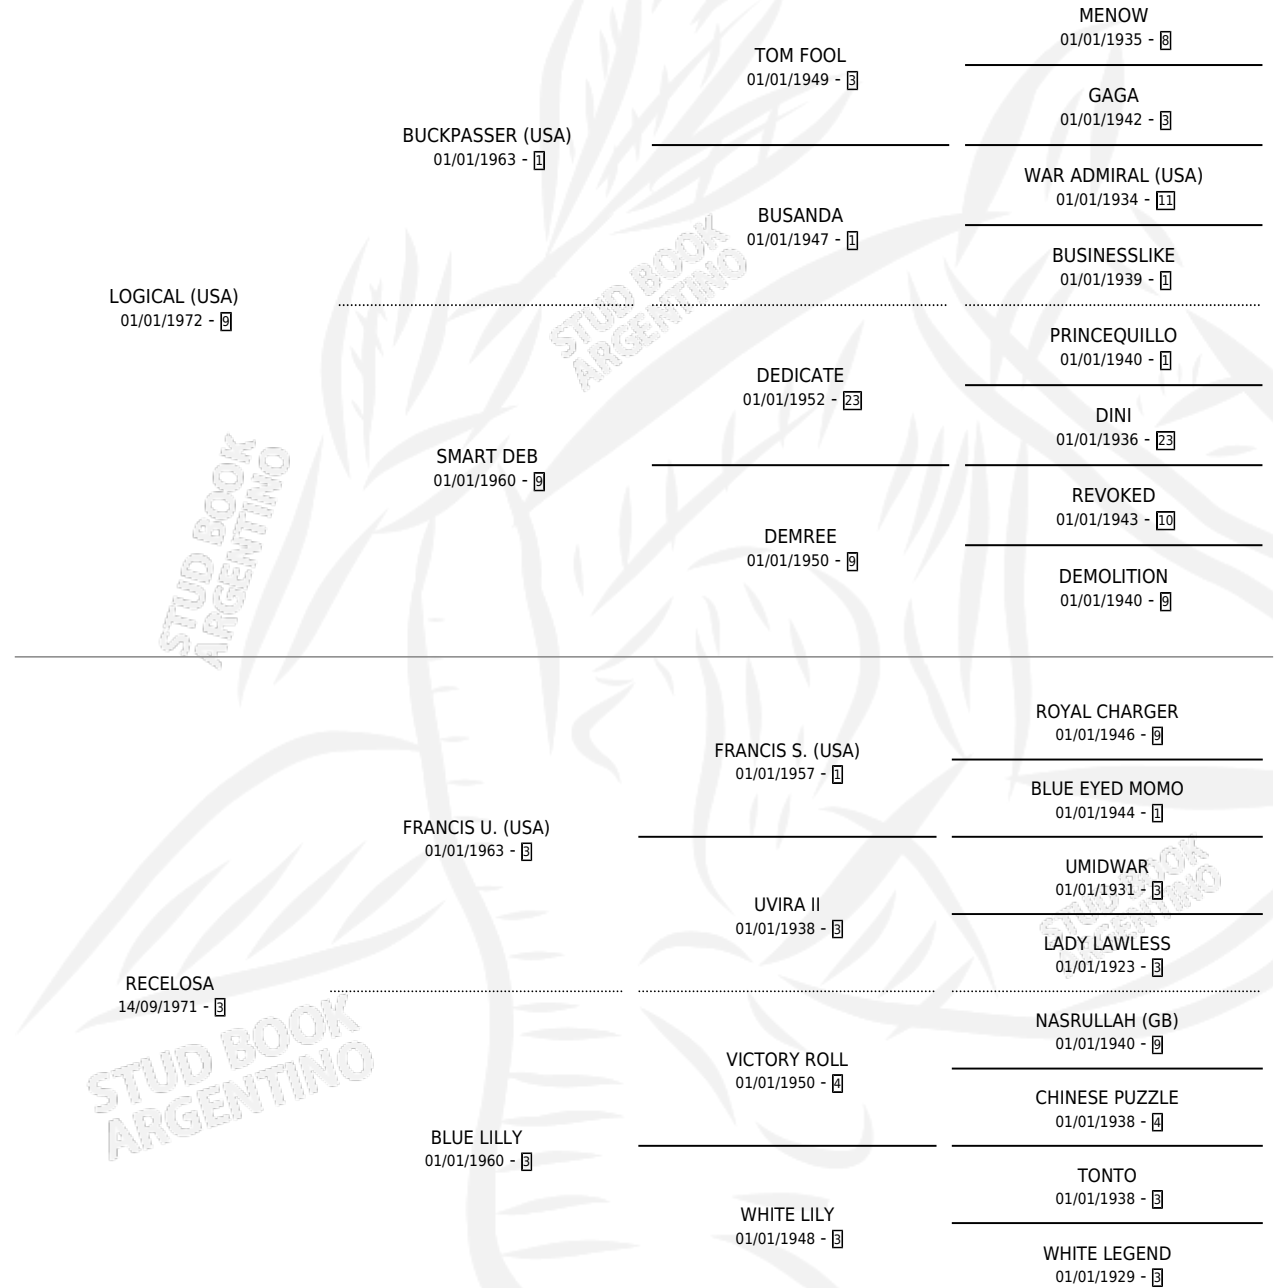 MENOW
01/01/1935 - 8
TOM FOOL
01/01/1949 - 3
GAGA
01/01/1942 - 3
BUCKPASSER (USA)
01/01/1963 - 1
WAR ADMIRAL (USA)
01/01/1934 - 11
BUSANDA
01/01/1947 - 1
BUSINESSLIKE
01/01/1939 - 1
LOGICAL (USA)
01/01/1972 - 9
PRINCEQUILLO
01/01/1940 - 1
DEDICATE
01/01/1952 - 23
DINI
01/01/1936 - 23
SMART DEB
01/01/1960 - 9
REVOKED
01/01/1943 - 10
DEMREE
01/01/1950 - 9
DEMOLITION
01/01/1940 - 9
ROYAL CHARGER
01/01/1946 - 9
FRANCIS S. (USA)
01/01/1957 - 1
BLUE EYED MOMO
01/01/1944 - 1
FRANCIS U. (USA)
01/01/1963 - 3
UMIDWAR
01/01/1931 - 3
UVIRA II
01/01/1938 - 3
LADY LAWLESS
01/01/1923 - 3
RECELOSA
14/09/1971 - 3
NASRULLAH (GB)
01/01/1940 - 9
VICTORY ROLL
01/01/1950 - 4
CHINESE PUZZLE
01/01/1938 - 4
BLUE LILLY
01/01/1960 - 3
TONTO
01/01/1938 - 3
WHITE LILY
01/01/1948 - 3
WHITE LEGEND
01/01/1929 - 3
STUD BOOK
ARGENTINO
STUD BOOK
ARGENTINO
STUD BOOK
ARGENTINO
STUD BOOK
ARGENTINO